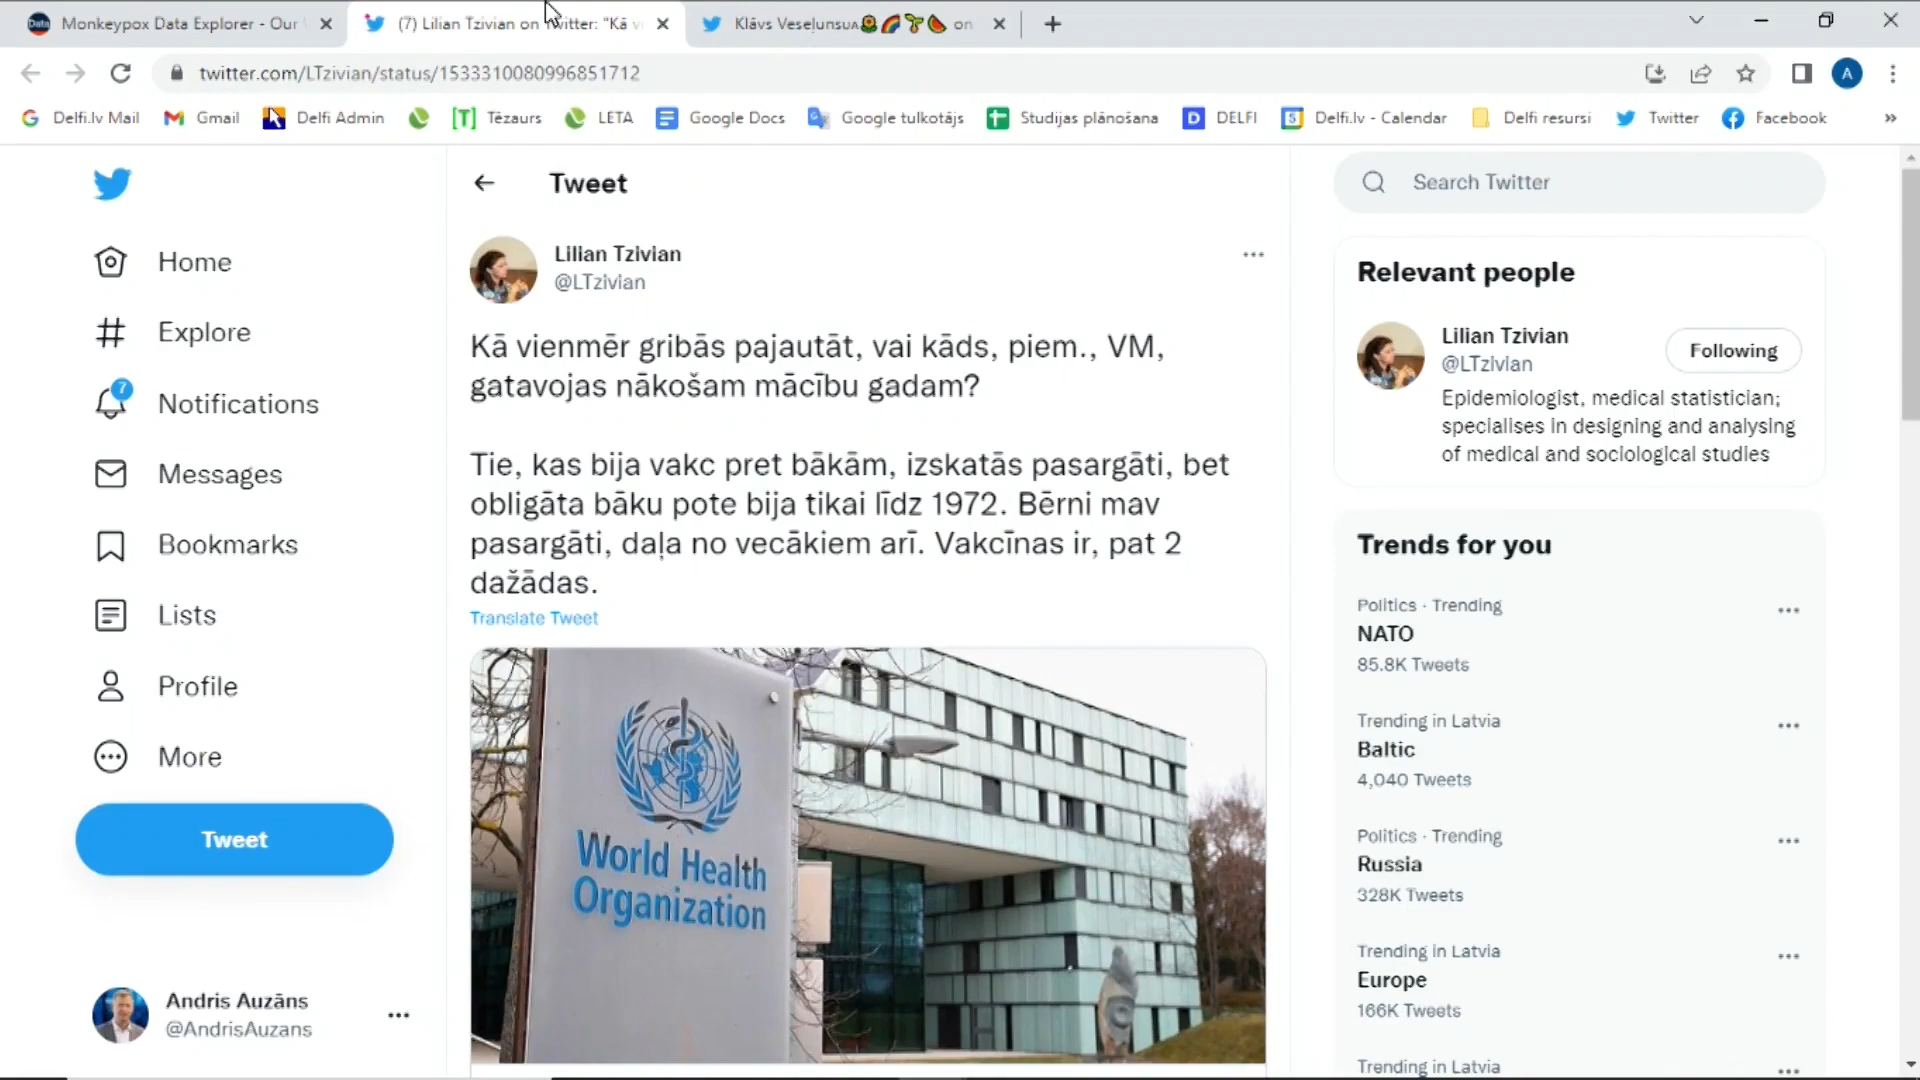 Monkeypox Data Explorer - Our
(7) Lilian Tzivian on Twitter: "Kā v
Klāvs Veseļunsuᴀ🌻🌈🌱🍉 on
twitter.com/LTzivian/status/1533310080996851712
Delfi.lv Mail
Gmail
Delfi Admin
[T] Tēzaurs
LETA
Google Docs
Google tulkotājs
Studijas plānošana
DELFI
Delfi.lv - Calendar
Delfi resursi
Twitter
Facebook
Home
Explore
7
Notifications
Messages
Bookmarks
Lists
Profile
More
Tweet
Andris Auzāns
@AndrisAuzans
Tweet
Lilian Tzivian
@LTzivian
Kā vienmēr gribās pajautāt, vai kāds, piem., VM,
gatavojas nākošam mācību gadam?
Tie, kas bija vakc pret bākām, izskatās pasargāti, bet
obligāta bāku pote bija tikai līdz 1972. Bērni mav
pasargāti, daļa no vecākiem arī. Vakcīnas ir, pat 2
dažādas.
Translate Tweet
World Health
Organization
Search Twitter
Relevant people
Lilian Tzivian
@LTzivian
Following
Epidemiologist, medical statistician;
specialises in designing and analysing
of medical and sociological studies
Trends for you
Politics · Trending
NATO
85.8K Tweets
Trending in Latvia
Baltic
4,040 Tweets
Politics · Trending
Russia
328K Tweets
Trending in Latvia
Europe
166K Tweets
Trending in Latvia